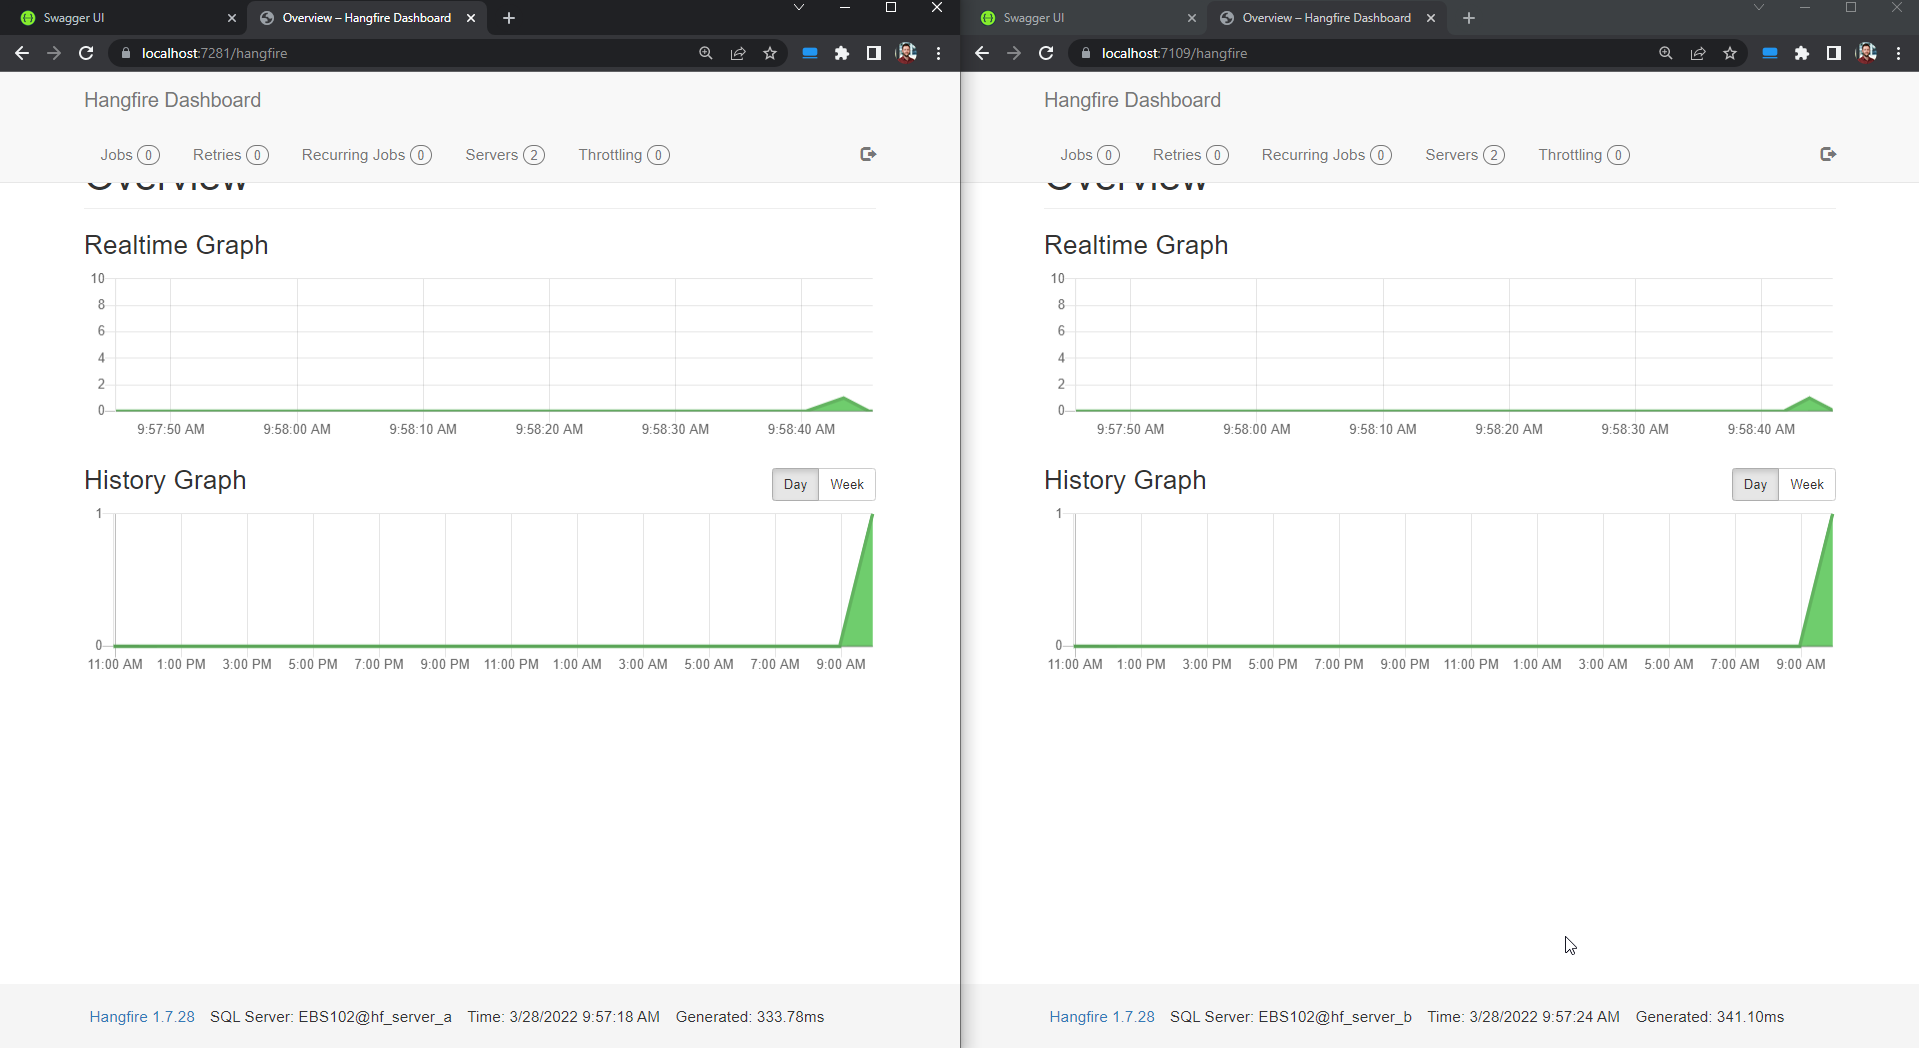 Swagger UI
Overview – Hangfire Dashboard
localhost:7281/hangfire
Hangfire Dashboard
Jobs 0 Retries 0 Recurring Jobs 0 Servers 2 Throttling 0
Overview
Realtime Graph
10
8
6
4
2
0
9:57:50 AM 9:58:00 AM 9:58:10 AM 9:58:20 AM 9:58:30 AM 9:58:40 AM
History Graph
Day Week
1
0
11:00 AM 1:00 PM 3:00 PM 5:00 PM 7:00 PM 9:00 PM 11:00 PM 1:00 AM 3:00 AM 5:00 AM 7:00 AM 9:00 AM
Hangfire 1.7.28 SQL Server: EBS102@hf_server_a Time: 3/28/2022 9:57:18 AM Generated: 333.78ms
Swagger UI
Overview – Hangfire Dashboard
localhost:7109/hangfire
Hangfire Dashboard
Jobs 0 Retries 0 Recurring Jobs 0 Servers 2 Throttling 0
Overview
Realtime Graph
10
8
6
4
2
0
9:57:50 AM 9:58:00 AM 9:58:10 AM 9:58:20 AM 9:58:30 AM 9:58:40 AM
History Graph
Day Week
1
0
11:00 AM 1:00 PM 3:00 PM 5:00 PM 7:00 PM 9:00 PM 11:00 PM 1:00 AM 3:00 AM 5:00 AM 7:00 AM 9:00 AM
Hangfire 1.7.28 SQL Server: EBS102@hf_server_b Time: 3/28/2022 9:57:24 AM Generated: 341.10ms